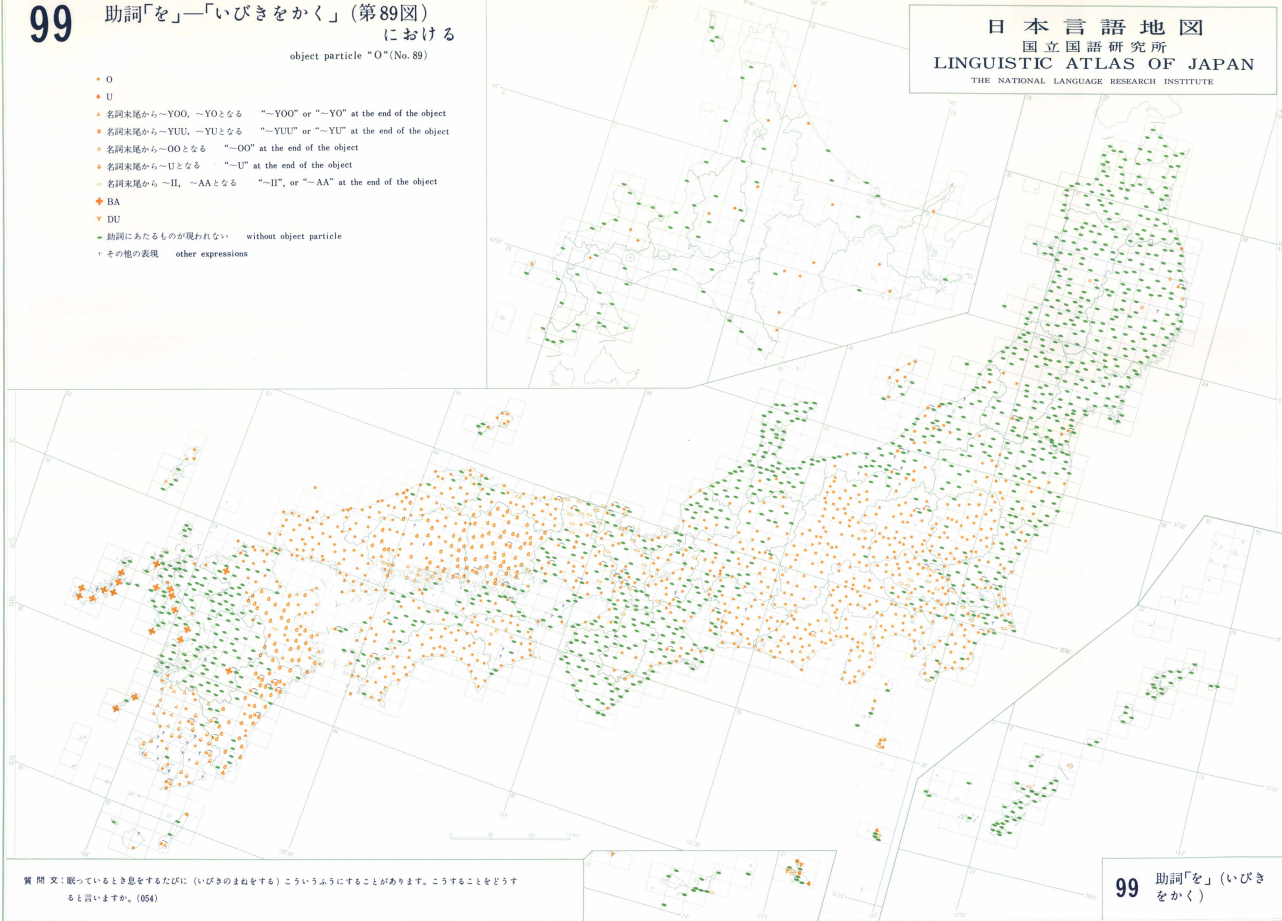 99
助詞「を」―「いびきをかく」(第89図)
における
object particle “O” (No. 89)
O
U
名詞末尾から~YOO, ~YOとなる “~YOO” or “~YO” at the end of the object
名詞末尾から~YUU, ~YUとなる “~YUU” or “~YU” at the end of the object
名詞末尾から~OOとなる “~OO” at the end of the object
名詞末尾から~Uとなる “~U” at the end of the object
名詞末尾から ~II, ~AAとなる “~II”, or “~AA” at the end of the object
BA
DU
助詞にあたるものが現われない without object particle
その他の表現 other expressions
日本言語地図
国立国語研究所
LINGUISTIC ATLAS OF JAPAN
THE NATIONAL LANGUAGE RESEARCH INSTITUTE
質問文:眠っているとき息をするたびに (いびきのまねをする) こういうふうにすることがあります。こうすることをどうす
ると言いますか。(054)
99 助詞「を」(いびき
をかく)